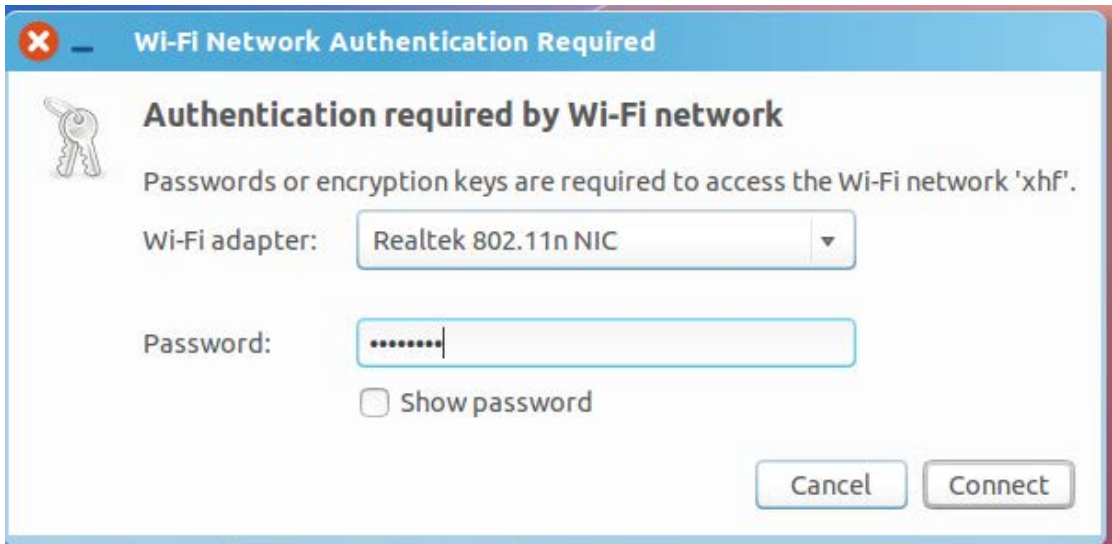 Wi-Fi Network Authentication Required
Authentication required by Wi-Fi network
Passwords or encryption keys are required to access the Wi-Fi network 'xhf'.
Wi-Fi adapter: Realtek 802.11n NIC
Password: ••••••••
Show password
Cancel Connect